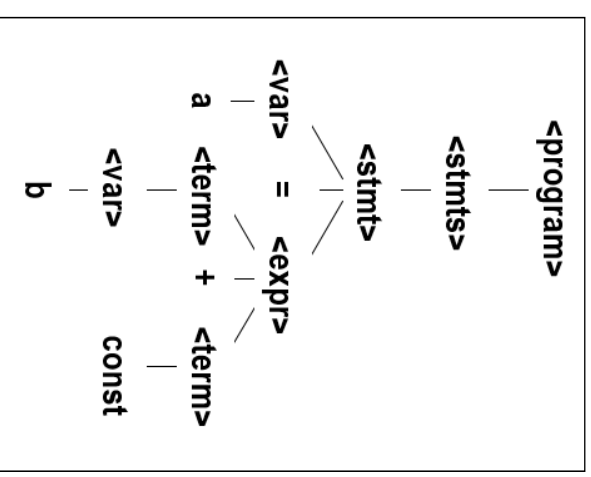 <program>
<stmts>
<stmt>
<var> = <expr>
a <term> + <term>
<var> const
b